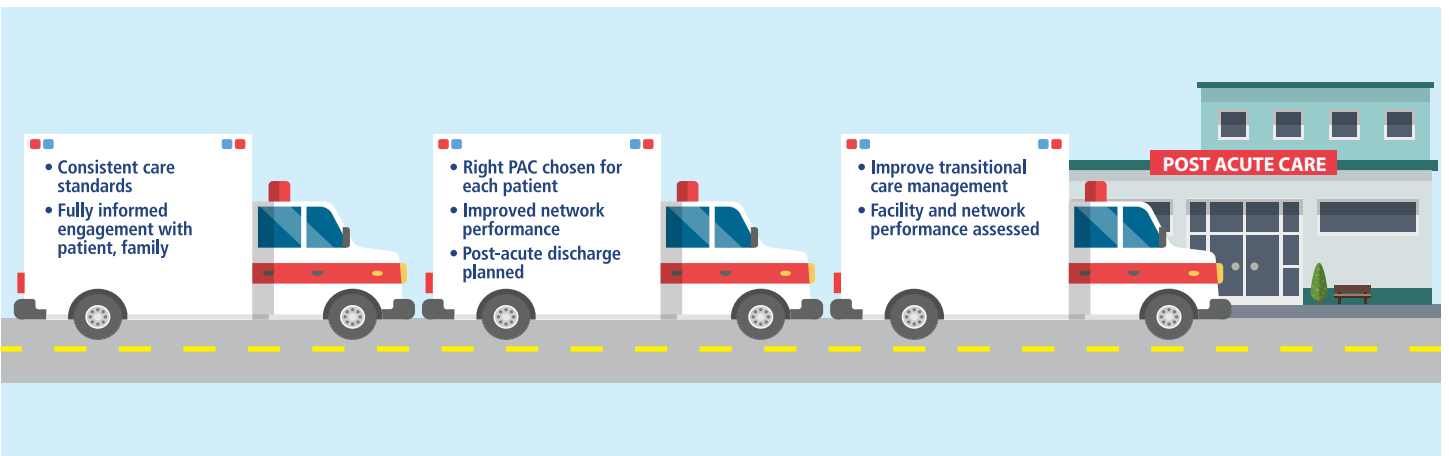 • Consistent care
standards
• Fully informed
engagement with
patient, family
• Right PAC chosen for
each patient
• Improved network
performance
• Post-acute discharge
planned
• Improve transitional
care management
• Facility and network
performance assessed
POST ACUTE CARE